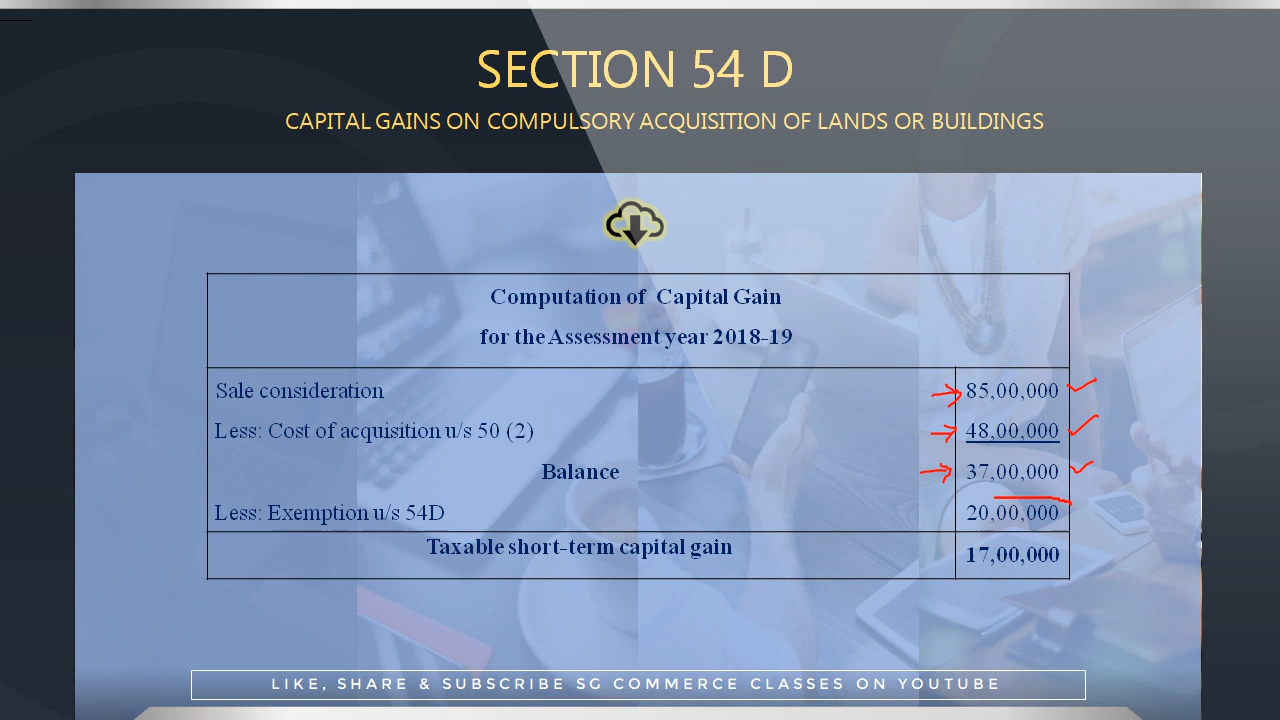 SECTION 54 D
CAPITAL GAINS ON COMPULSORY ACQUISITION OF LANDS OR BUILDINGS
Computation of Capital Gain
for the Assessment year 2018-19
Sale consideration 85,00,000
Less: Cost of acquisition u/s 50 (2) 48,00,000
Balance 37,00,000
Less: Exemption u/s 54D 20,00,000
Taxable short-term capital gain 17,00,000
LIKE, SHARE & SUBSCRIBE SG COMMERCE CLASSES ON YOUTUBE